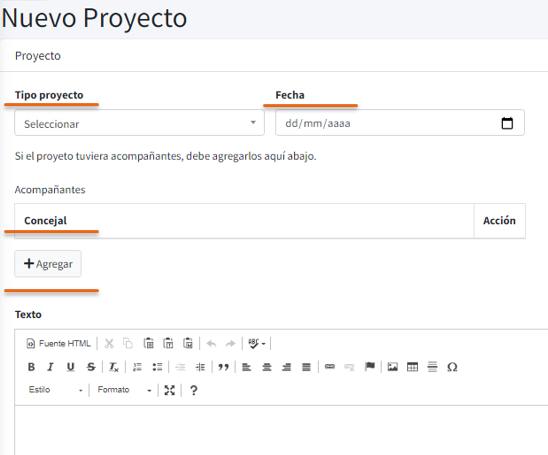 Nuevo Proyecto
Proyecto
Tipo proyecto Fecha
Seleccionar dd/mm/aaaa
Si el proyeto tuviera acompañantes, debe agregarlos aquí abajo.
Acompañantes
Concejal Acción
+ Agregar
Texto
Fuente HTML
B I U S Tx Ω
Estilo Formato ?